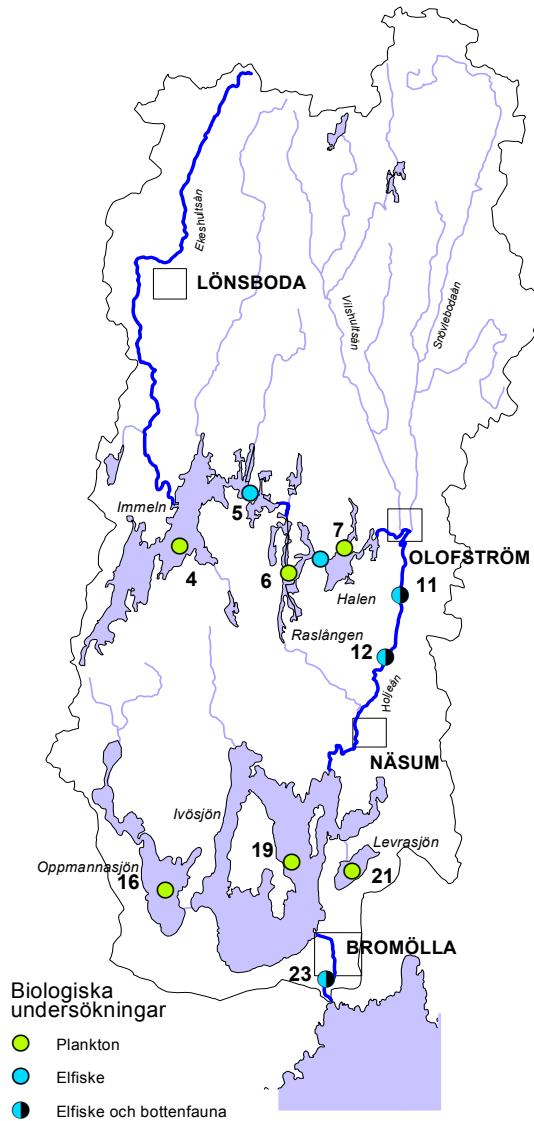 Ekeshultsån
LÖNSBODA
Vilshultsån
Snövlebodaån
Immeln
5
7
4
6
OLOFSTRÖM
11
Halen
Raslången
12
Holjeån
NÄSUM
Ivösjön
Levrasjön
19
Oppmannasjön
16
21
BROMÖLLA
23
Biologiska
undersökningar
Plankton
Elfiske
Elfiske och bottenfauna